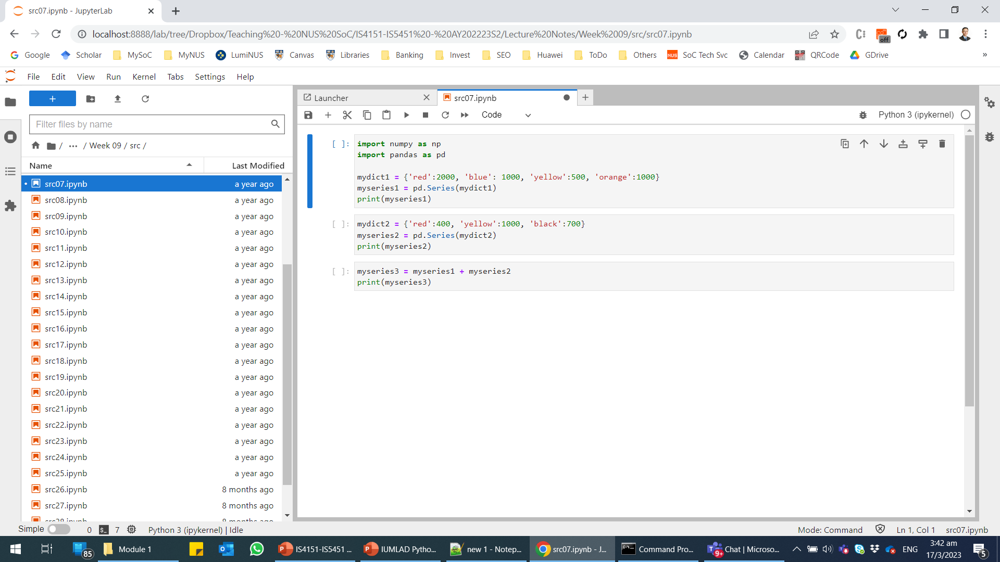 src07.ipynb - JupyterLab
localhost:8888/lab/tree/Dropbox/Teaching%20-%20NUS%20SoC/IS4151-IS5451%20-%20AY202223S2/Lecture%20Notes/Week%2009/src/src07.ipynb
off
Google Scholar MySoC MyNUS LumiNUS Canvas Libraries Banking Invest SEO Huawei ToDo Others NUS SoC Tech Svc Calendar QRCode GDrive »
File Edit View Run Kernel Tabs Settings Help
Launcher
src07.ipynb
Filter files by name
Code
Python 3 (ipykernel)
/ ··· / Week 09 / src /
Name Last Modified
src07.ipynb a year ago
src08.ipynb a year ago
src09.ipynb a year ago
src10.ipynb a year ago
src11.ipynb a year ago
src12.ipynb a year ago
src13.ipynb a year ago
src14.ipynb a year ago
src15.ipynb a year ago
src16.ipynb a year ago
src17.ipynb a year ago
src18.ipynb a year ago
src19.ipynb a year ago
src20.ipynb a year ago
src21.ipynb a year ago
src22.ipynb a year ago
src23.ipynb a year ago
src24.ipynb a year ago
src25.ipynb a year ago
src26.ipynb 8 months ago
src27.ipynb 8 months ago
src28.ipynb 8 months ago
[ ]: import numpy as np
import pandas as pd
mydict1 = {'red':2000, 'blue': 1000, 'yellow':500, 'orange':1000}
myseries1 = pd.Series(mydict1)
print(myseries1)
[ ]: mydict2 = {'red':400, 'yellow':1000, 'black':700}
myseries2 = pd.Series(mydict2)
print(myseries2)
[ ]: myseries3 = myseries1 + myseries2
print(myseries3)
Simple 0 $_ 7 Python 3 (ipykernel) | Idle Mode: Command Ln 1, Col 1 src07.ipynb
85 Module 1 IS4151-IS5451 ... IUMLAD Pytho... new 1 - Notep... src07.ipynb - J... Command Pro... 9+ Chat | Microso... ENG
3:42 am
17/3/2023
5